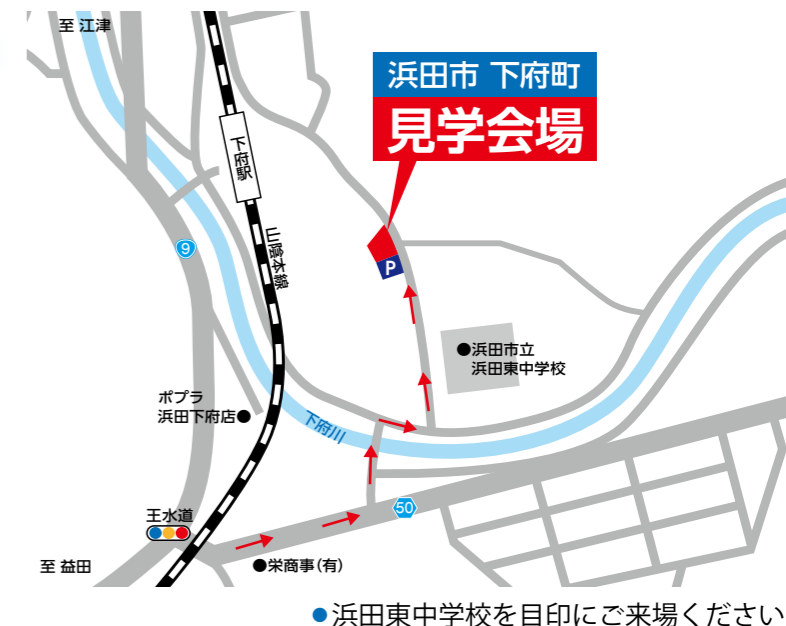 至 江津
浜田市 下府町
見学会場
下府駅
山陰本線
9
P
●浜田市立
浜田東中学校
ポプラ
浜田下府店●
下府川
50
王水道
至 益田
●栄商事(有)
●浜田東中学校を目印にご来場ください